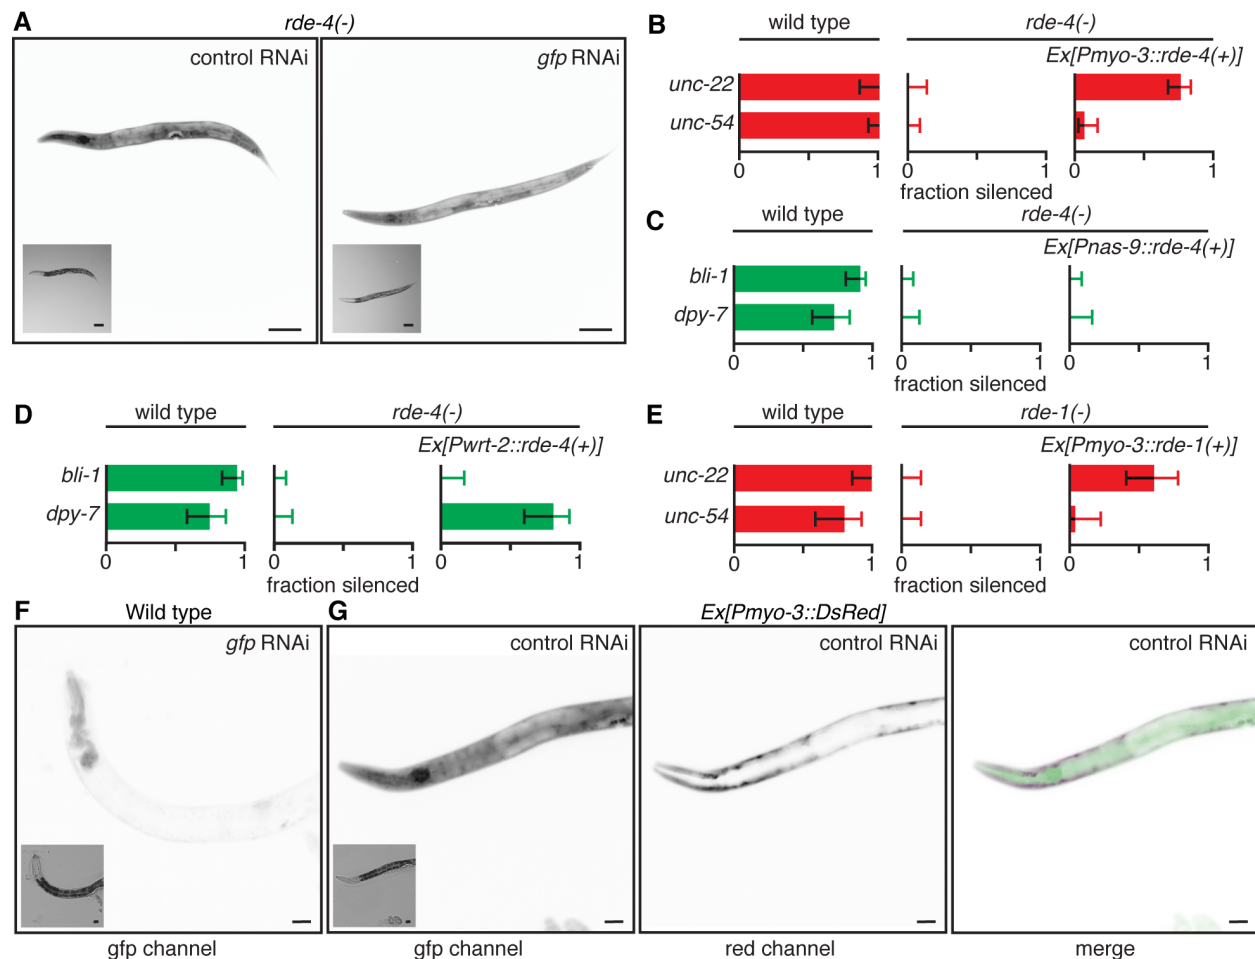 A
rde-4(-)
control RNAi
gfp RNAi
B
wild type
rde-4(-)
Ex[Pmyo-3::rde-4(+)]
unc-22
unc-54
0 1 0 1 0 1
fraction silenced
C
wild type
rde-4(-)
Ex[Pnas-9::rde-4(+)]
bli-1
dpy-7
0 1 0 1 0 1
fraction silenced
D
wild type
rde-4(-)
Ex[Pwrt-2::rde-4(+)]
bli-1
dpy-7
0 1 0 1 0 1
fraction silenced
E
wild type
rde-1(-)
Ex[Pmyo-3::rde-1(+)]
unc-22
unc-54
0 1 0 1 0 1
fraction silenced
F
Wild type
gfp RNAi
gfp channel
G
Ex[Pmyo-3::DsRed]
control RNAi
control RNAi
control RNAi
gfp channel
red channel
merge